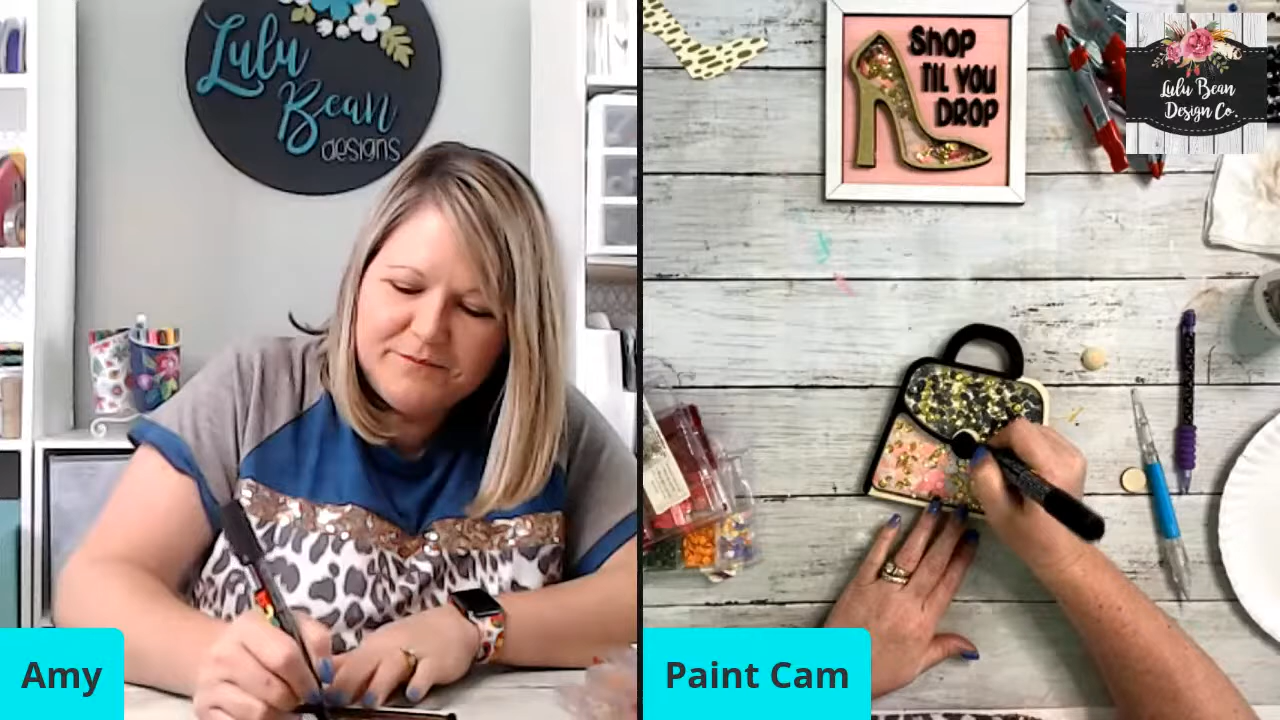 Lulu
Bean
designs
Amy
SHOP
TIL YOU
DROP
Lulu Bean
Design Co.
Paint Cam